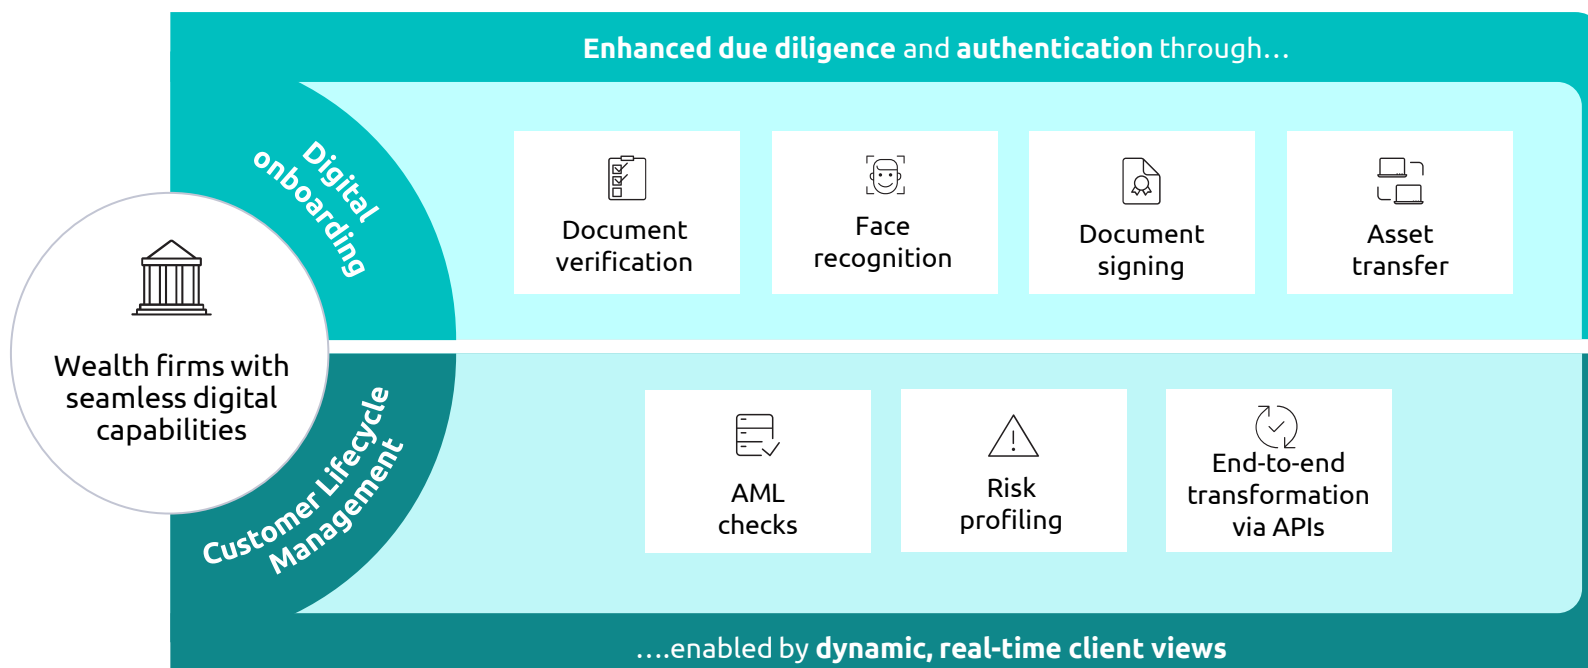 Enhanced due diligence and authentication through…
Digital
onboarding
Document
verification
Face
recognition
Document
signing
Asset
transfer
Wealth firms with
seamless digital
capabilities
Customer Lifecycle
Management
AML
checks
Risk
profiling
End-to-end
transformation
via APIs
….enabled by dynamic, real-time client views